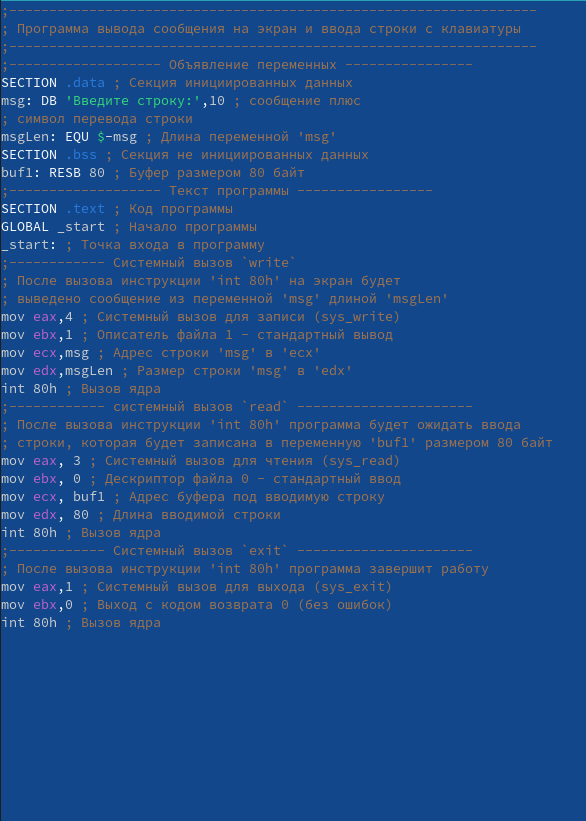 ;------------------------------------------------------------------
; Программа вывода сообщения на экран и ввода строки с клавиатуры
;------------------------------------------------------------------
;------------------- Объявление переменных ----------------
SECTION .data ; Секция инициированных данных
msg: DB 'Введите строку:',10 ; сообщение плюс
; символ перевода строки
msgLen: EQU $-msg ; Длина переменной 'msg'
SECTION .bss ; Секция не инициированных данных
buf1: RESB 80 ; Буфер размером 80 байт
;------------------- Текст программы -----------------
SECTION .text ; Код программы
GLOBAL _start ; Начало программы
_start: ; Точка входа в программу
;------------ Cистемный вызов `write`
; После вызова инструкции 'int 80h' на экран будет
; выведено сообщение из переменной 'msg' длиной 'msgLen'
mov eax,4 ; Системный вызов для записи (sys_write)
mov ebx,1 ; Описатель файла 1 - стандартный вывод
mov ecx,msg ; Адрес строки 'msg' в 'ecx'
mov edx,msgLen ; Размер строки 'msg' в 'edx'
int 80h ; Вызов ядра
;------------ системный вызов `read` ----------------------
; После вызова инструкции 'int 80h' программа будет ожидать ввода
; строки, которая будет записана в переменную 'buf1' размером 80 байт
mov eax, 3 ; Системный вызов для чтения (sys_read)
mov ebx, 0 ; Дескриптор файла 0 - стандартный ввод
mov ecx, buf1 ; Адрес буфера под вводимую строку
mov edx, 80 ; Длина вводимой строки
int 80h ; Вызов ядра
;------------ Системный вызов `exit` ----------------------
; После вызова инструкции 'int 80h' программа завершит работу
mov eax,1 ; Системный вызов для выхода (sys_exit)
mov ebx,0 ; Выход с кодом возврата 0 (без ошибок)
int 80h ; Вызов ядра